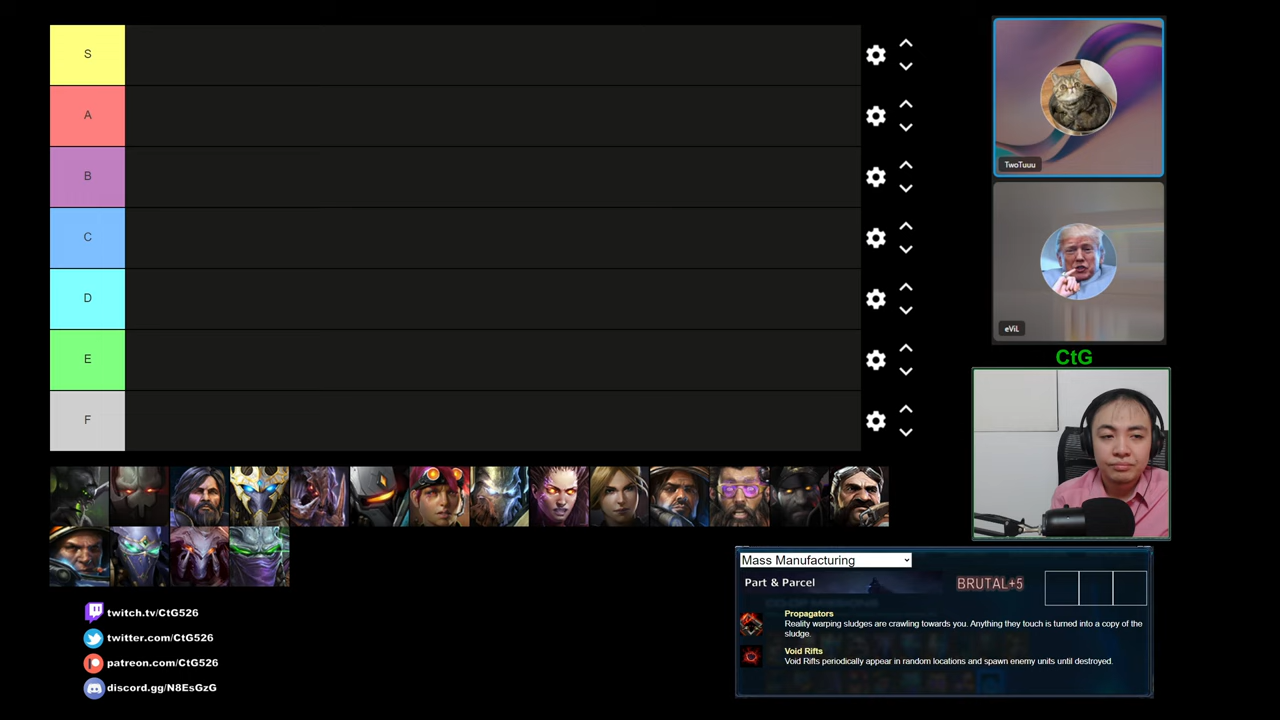 S
A
B
C
D
E
F
TwoTuuu
eViL
CtG
Mass Manufacturing
Part & Parcel
BRUTAL+5
Propagators
Reality warping sludges are crawling towards you. Anything they touch is turned into a copy of the
sludge.
Void Rifts
Void Rifts periodically appear in random locations and spawn enemy units until destroyed.
twitch.tv/CtG526
twitter.com/CtG526
patreon.com/CtG526
discord.gg/N8EsGzG